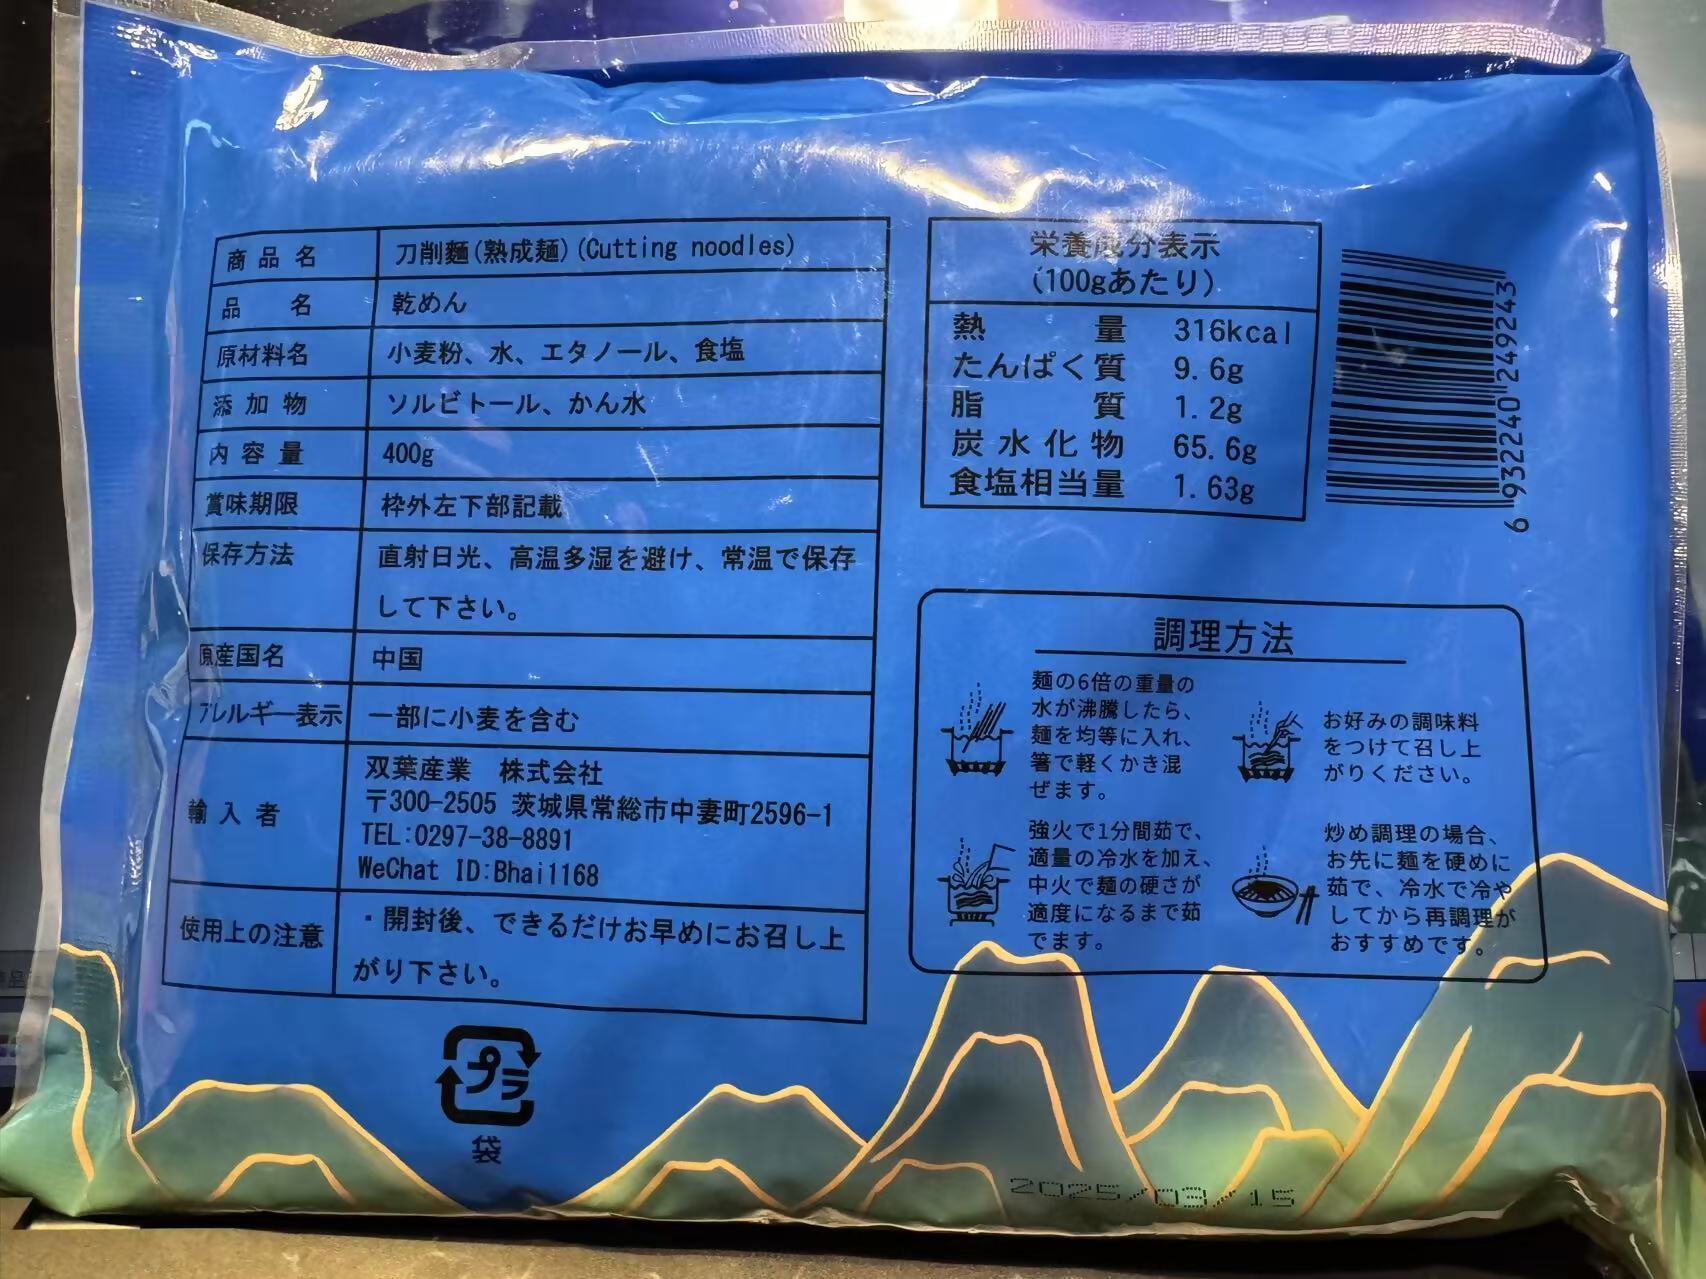 商品名 刀削麵(熟成麺)(Cutting noodles)
品名 乾めん
原材料名 小麦粉、水、エタノール、食塩
添加物 ソルビトール、かん水
内容量 400g
賞味期限 枠外左下部記載
保存方法 直射日光、高温多湿を避け、常温で保存
して下さい。
原産国名 中国
アレルギー表示 一部に小麦を含む
輸入者 双葉産業 株式会社
〒300-2505 茨城県常総市中妻町2596-1
TEL:0297-38-8891
WeChat ID:Bhai1168
使用上の注意 ・開封後、できるだけお早めにお召し上
がり下さい。
プラ
袋
栄養成分表示
(100gあたり)
熱量 316kcal
たんぱく質 9.6g
脂質 1.2g
炭水化物 65.6g
食塩相当量 1.63g
6 932240 249243
調理方法
麺の6倍の重量の
水が沸騰したら、
麺を均等に入れ、
箸で軽くかき混
ぜます。
強火で1分間茹で、
適量の冷水を加え、
中火で麺の硬さが
適度になるまで茹
でます。
お好みの調味料
をつけて召し上
がりください。
炒め調理の場合、
お先に麺を硬めに
茹で、冷水で冷や
してから再調理が
おすすめです。
2025/03/15